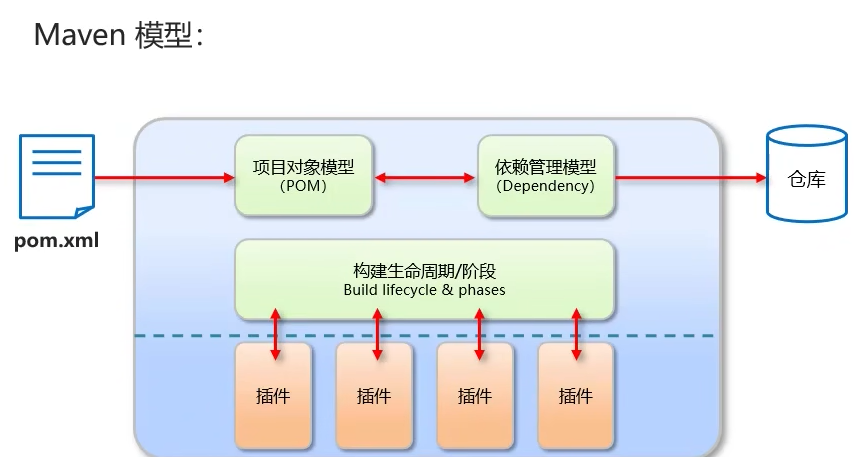 Maven 模型：
项目对象模型
（POM）
依赖管理模型
（Dependency）
仓库
pom.xml
构建生命周期/阶段
Build lifecycle & phases
插件
插件
插件
插件